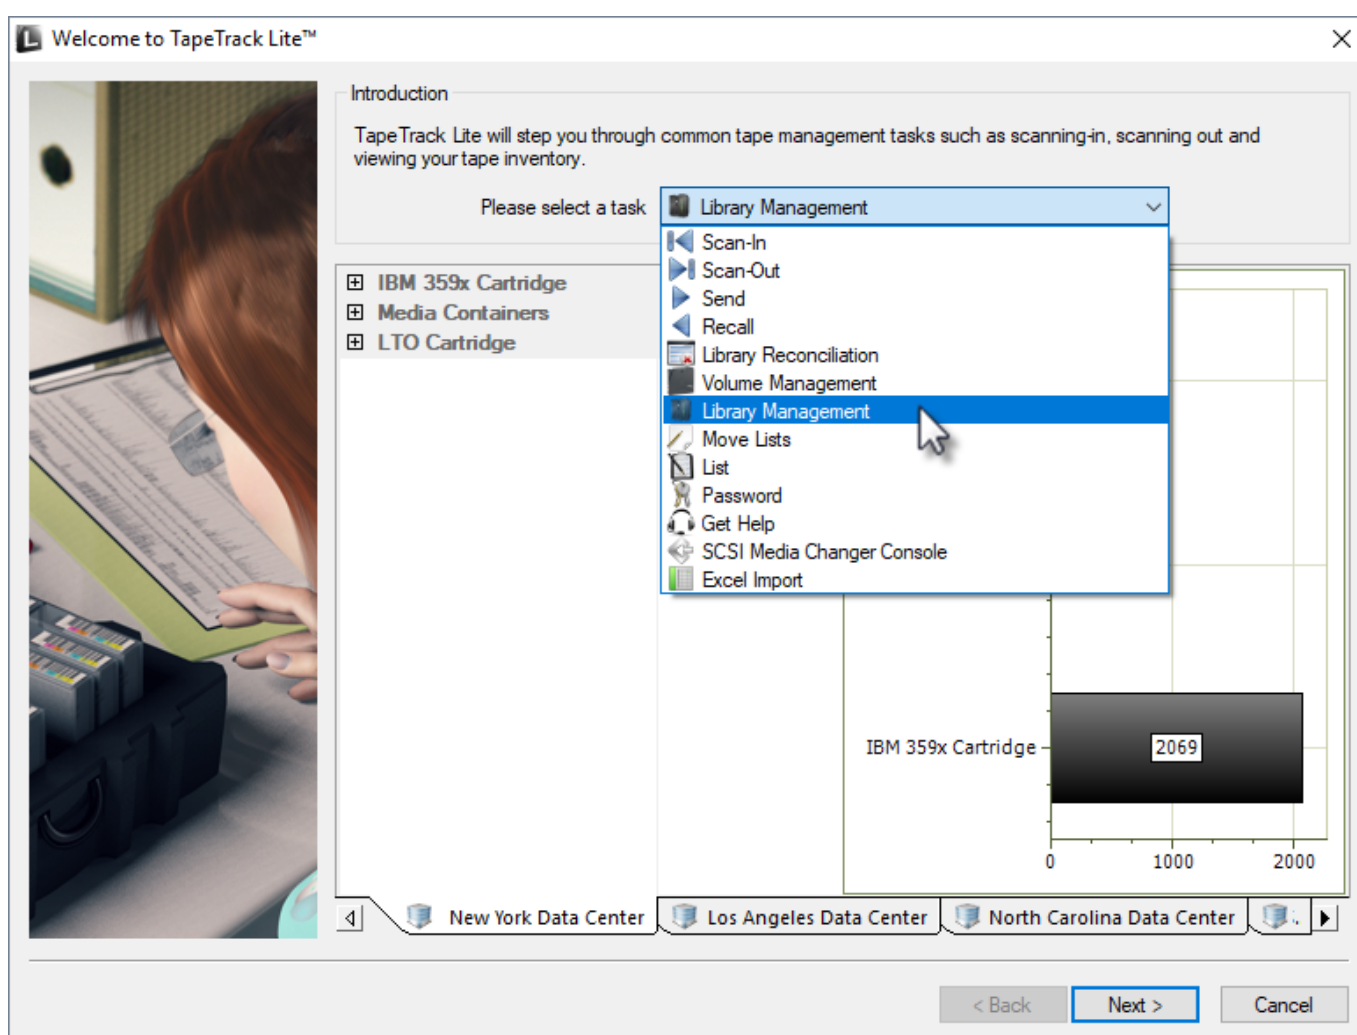 Welcome to TapeTrack Lite™
Introduction
TapeTrack Lite will step you through common tape management tasks such as scanning-in, scanning out and
viewing your tape inventory.
Please select a task
Library Management
Scan-In
Scan-Out
Send
Recall
Library Reconciliation
Volume Management
Library Management
Move Lists
List
Password
Get Help
SCSI Media Changer Console
Excel Import
IBM 359x Cartridge
Media Containers
LTO Cartridge
IBM 359x Cartridge
2069
0 1000 2000
New York Data Center
Los Angeles Data Center
North Carolina Data Center
< Back
Next >
Cancel